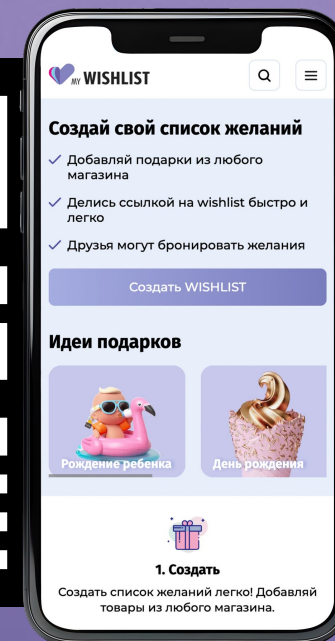 MY WISHLIST
Создай свой список желаний
Добавляй подарки из любого
магазина
Делись ссылкой на wishlist быстро и
легко
Друзья могут бронировать желания
Создать WISHLIST
Идеи подарков
Рождение ребенка
День рождения
1. Создать
Создать список желаний легко! Добавляй
товары из любого магазина.